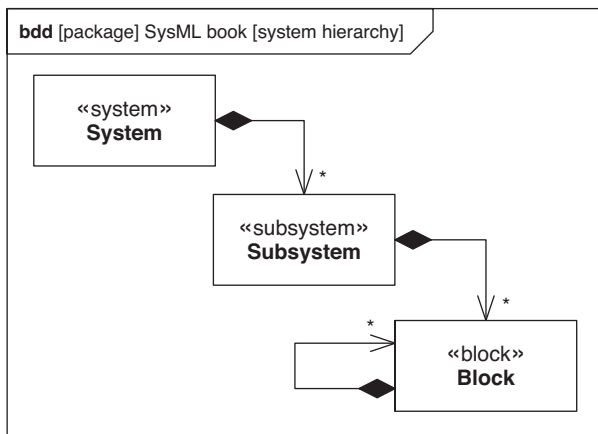 bdd [package] SysML book [system hierarchy]
«system»
System
*
«subsystem»
Subsystem
*
*
«block»
Block